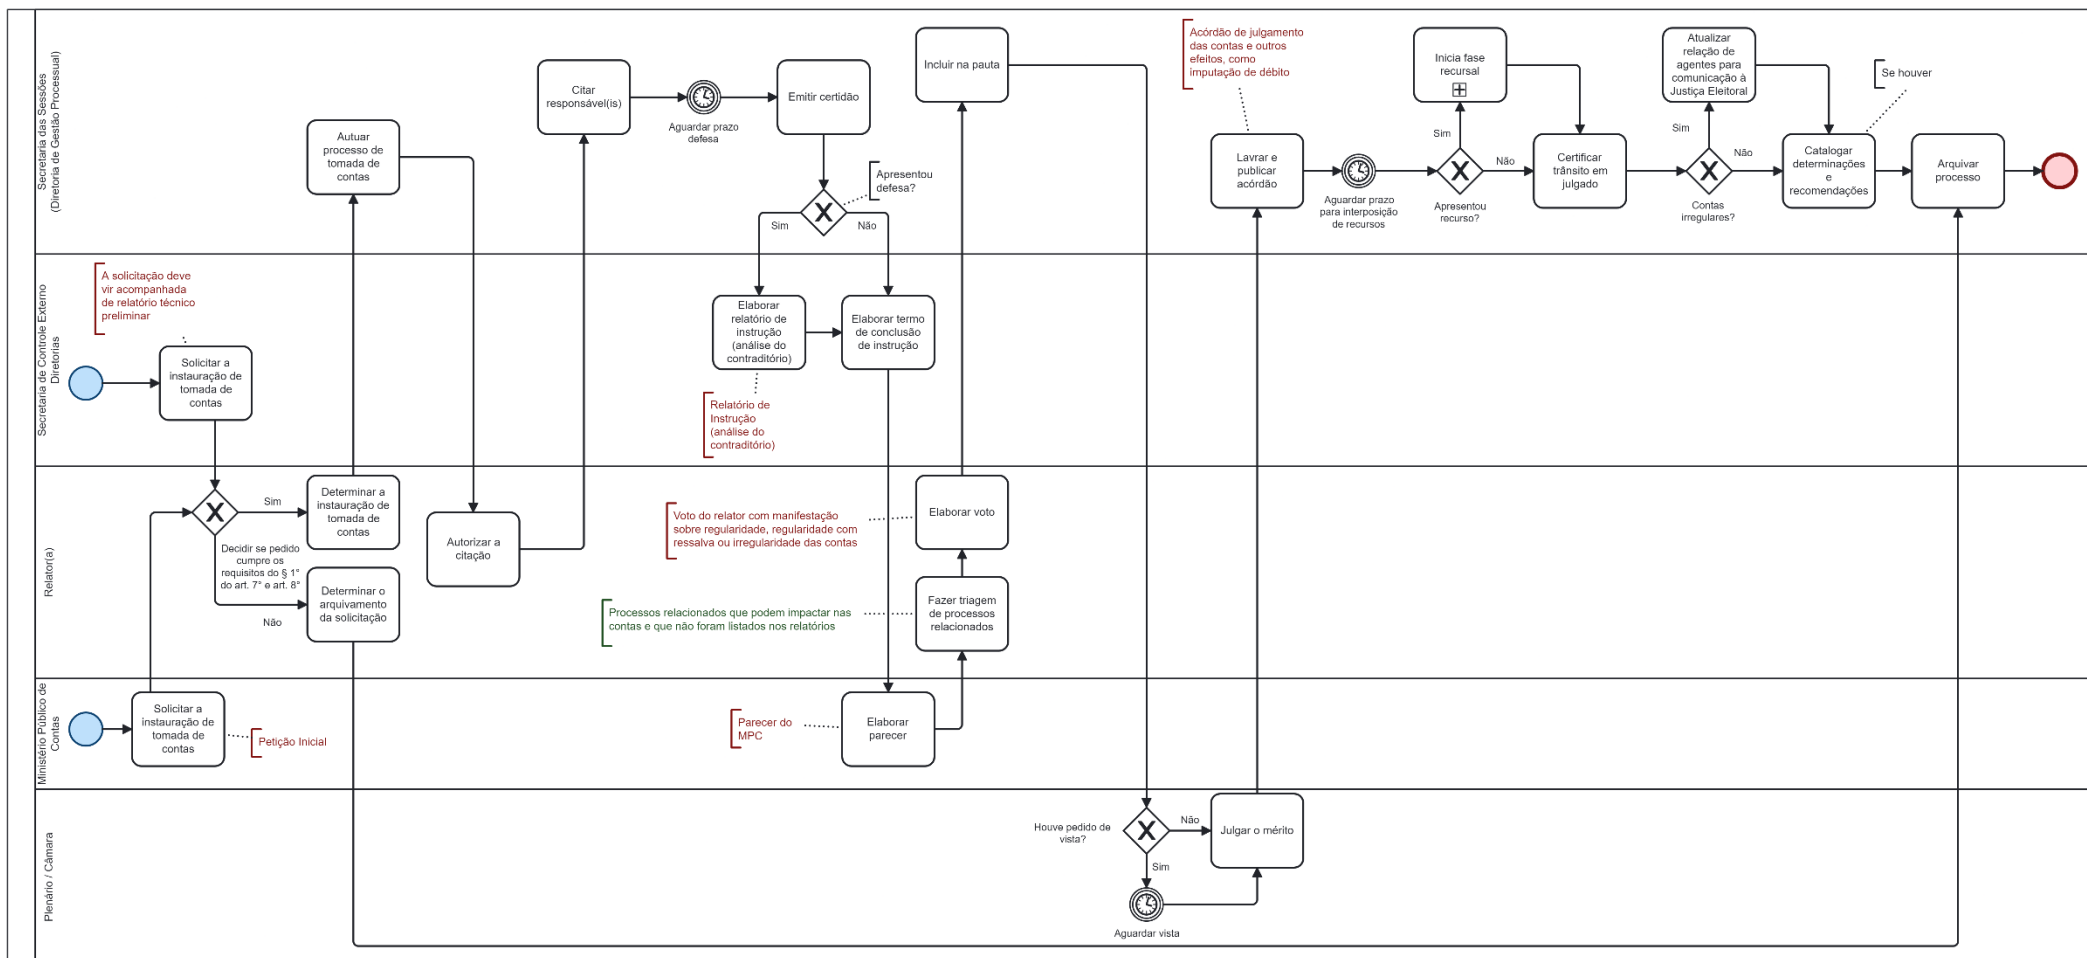 Secretaria das Sessões
(Diretoria de Gestão Processual)
Autuar
processo de
tomada de
contas
Citar
responsável(is)
Aguardar prazo
defesa
Emitir certidão
Apresentou
defesa?
Sim
Não
Incluir na pauta
Acórdão de julgamento
das contas e outros
efeitos, como
imputação de débito
Lavrar e
publicar
acórdão
Aguardar prazo
para interposição
de recursos
Inicia fase
recursal
Sim
Apresentou
recurso?
Não
Certificar
trânsito em
julgado
Atualizar
relação de
agentes para
comunicação à
Justiça Eleitoral
Sim
Contas
irregulares?
Não
Se houver
Catalogar
determinações
e
recomendações
Arquivar
processo
Secretaria de Controle Externo
Diretorias
A solicitação deve
vir acompanhada
de relatório técnico
preliminar
Solicitar a
instauração de
tomada de
contas
Elaborar
relatório de
instrução
(análise do
contraditório)
Elaborar termo
de conclusão
de instrução
Relatório de
Instrução
(análise do
contraditório)
Relator(a)
Sim
Decidir se pedido
cumpre os
requisitos do § 1°
do art. 7° e art. 8°
Não
Determinar a
instauração de
tomada de
contas
Determinar o
arquivamento
da solicitação
Autorizar a
citação
Voto do relator com manifestação
sobre regularidade, regularidade com
ressalva ou irregularidade das contas
Elaborar voto
Processos relacionados que podem impactar nas
contas e que não foram listados nos relatórios
Fazer triagem
de processos
relacionados
Ministério Público de
Contas
Solicitar a
instauração de
tomada de
contas
Petição Inicial
Parecer do
MPC
Elaborar
parecer
Plenário / Câmara
Houve pedido de
vista?
Não
Sim
Julgar o mérito
Aguardar vista